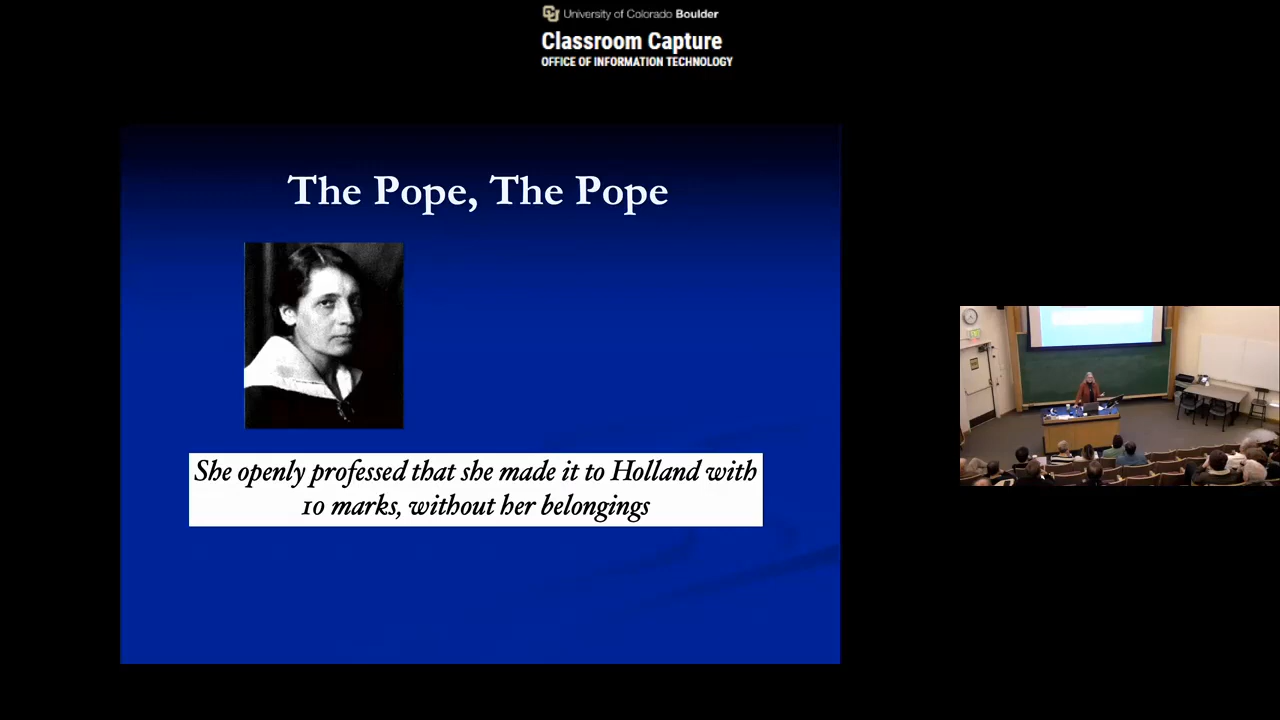 University of Colorado Boulder
Classroom Capture
OFFICE OF INFORMATION TECHNOLOGY
The Pope, The Pope
She openly professed that she made it to Holland with
10 marks, without her belongings